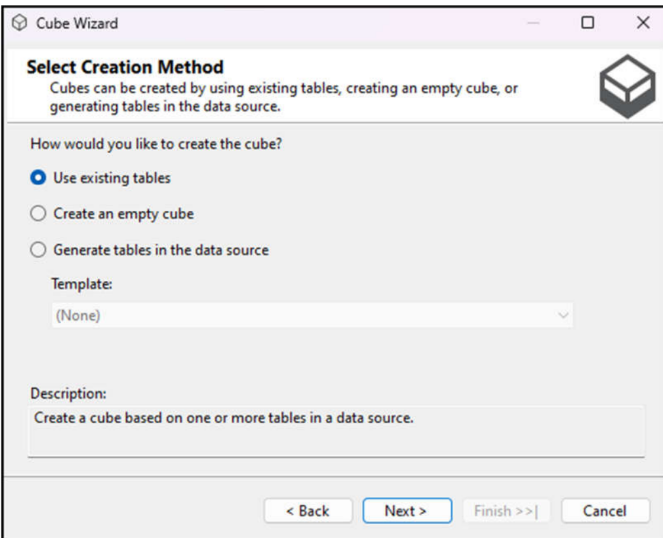 Cube Wizard
Select Creation Method
Cubes can be created by using existing tables, creating an empty cube, or
generating tables in the data source.
How would you like to create the cube?
Use existing tables
Create an empty cube
Generate tables in the data source
Template:
(None)
Description:
Create a cube based on one or more tables in a data source.
< Back Next > Finish >>| Cancel